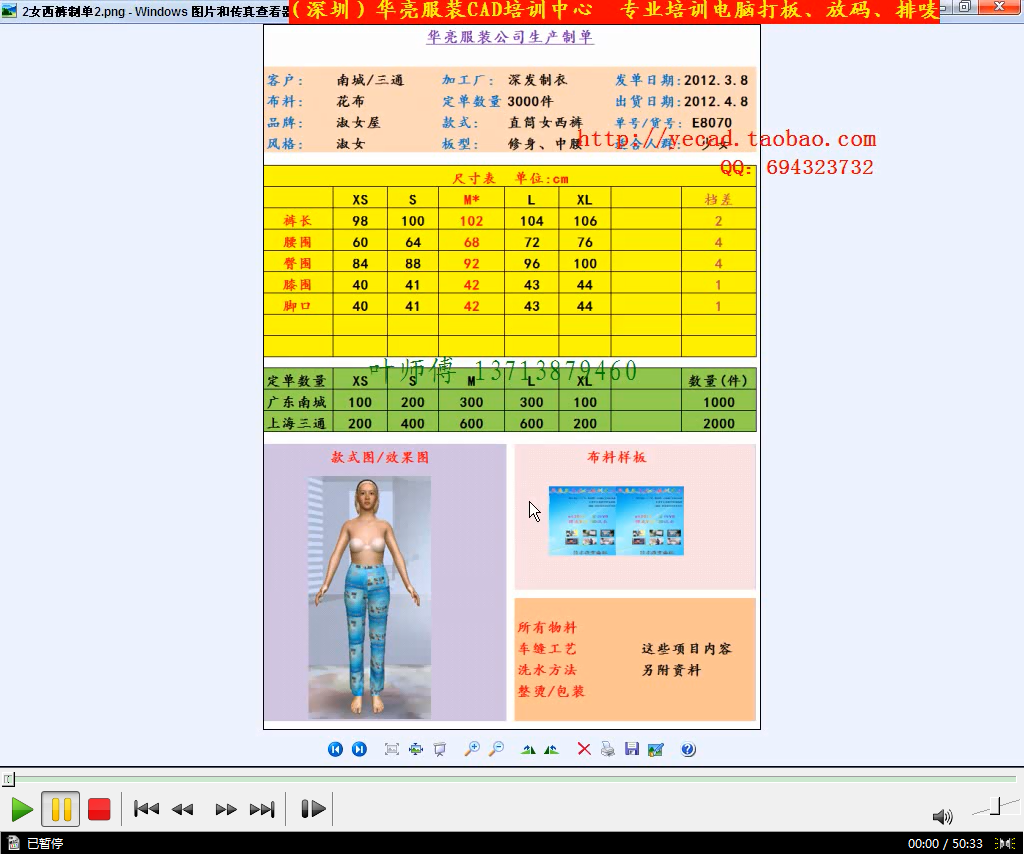 2女西裤制单2.png - Windows 图片和传真查看器
(深圳)华亮服装CAD培训中心 专业培训电脑打板、放码、排唛
华亮服装公司生产制单
客户: 南城/三通 加工厂: 深发制衣 发单日期:2012.3.8
布料: 花布 定单数量 3000件 出货日期:2012.4.8
品牌: 淑女屋 款式: 直筒女西裤 单号/货号: E8070
http://yecad.taobao.com
风格: 淑女 板型: 修身、中腰 适合人群: 少女
QQ: 694323732
尺寸表 单位:cm
XS S M* L XL 档差
裤长 98 100 102 104 106 2
腰围 60 64 68 72 76 4
臀围 84 88 92 96 100 4
膝围 40 41 42 43 44 1
脚口 40 41 42 43 44 1
叶师傅 13713879460
定单数量 XS S M L XL 数量(件)
广东南城 100 200 300 300 100 1000
上海三通 200 400 600 600 200 2000
款式图/效果图
布料样板
所有物料
车缝工艺 这些项目内容
洗水方法 另附资料
整烫/包装
已暂停
00:00 / 50:33